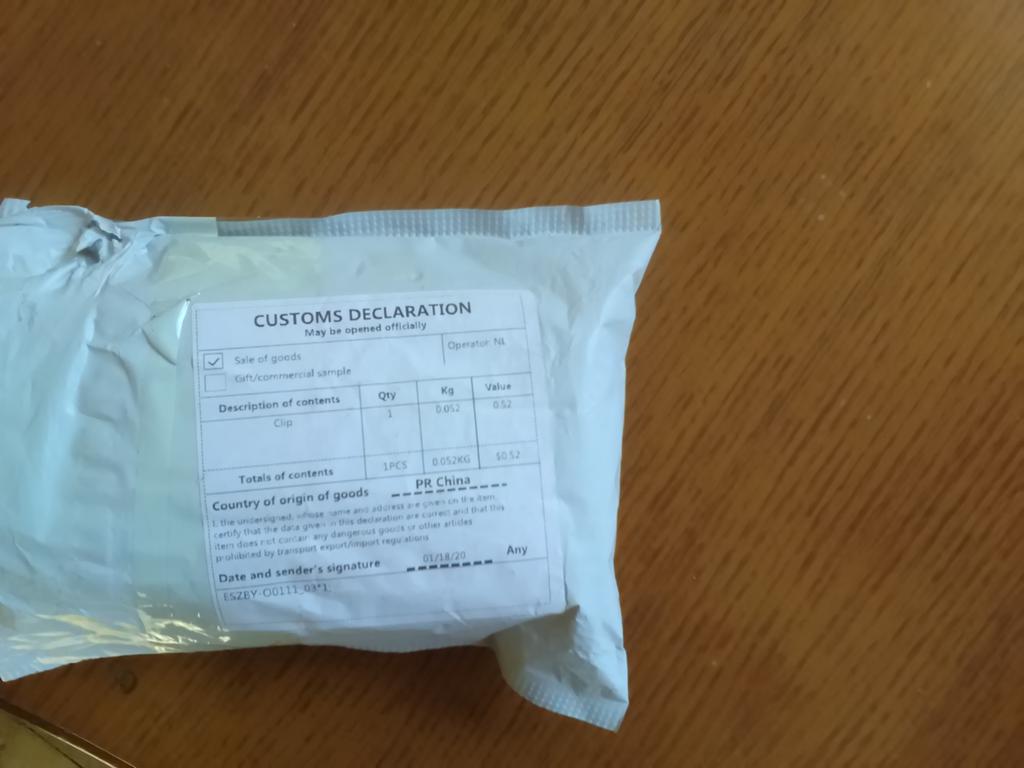 CUSTOMS DECLARATION
May be opened officially
Sale of goods
Operator: NL
Gift/commercial sample
Description of contents Qty Kg Value
Clip 1 0.052 0.52
Totals of contents 1PCS 0.052KG $0.52
Country of origin of goods PR China
I, the undersigned, whose name and address are given on the item,
certify that the data given in this declaration are correct and that this
item does not contain any dangerous goods or other articles
prohibited by transport export/import regulations
Date and sender's signature 01/18/20 Any
ESZBY-O0111_03*1